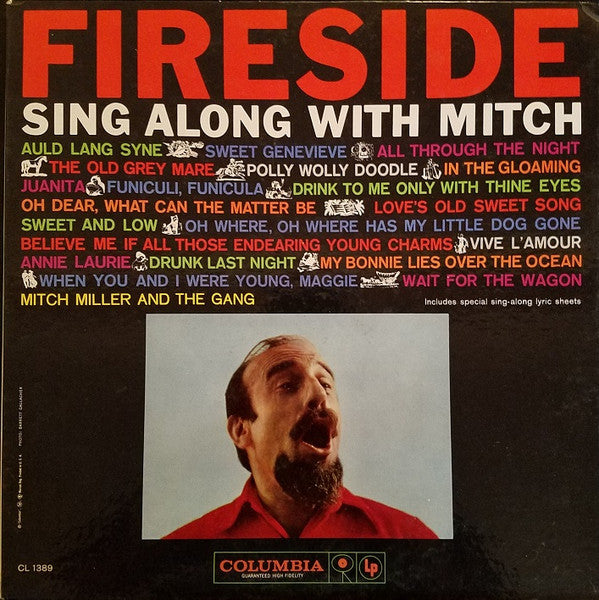 FIRESIDE
SING ALONG WITH MITCH
AULD LANG SYNE SWEET GENEVIEVE ALL THROUGH THE NIGHT
THE OLD GREY MARE POLLY WOLLY DOODLE IN THE GLOAMING
JUANITA FUNICULI, FUNICULA DRINK TO ME ONLY WITH THINE EYES
OH DEAR, WHAT CAN THE MATTER BE LOVE'S OLD SWEET SONG
SWEET AND LOW OH WHERE, OH WHERE HAS MY LITTLE DOG GONE
BELIEVE ME IF ALL THOSE ENDEARING YOUNG CHARMS VIVE L'AMOUR
ANNIE LAURIE DRUNK LAST NIGHT MY BONNIE LIES OVER THE OCEAN
WHEN YOU AND I WERE YOUNG, MAGGIE WAIT FOR THE WAGON
MITCH MILLER AND THE GANG
Includes special sing-along lyric sheets
PHOTO: BARRETT GALLAGHER
CL 1389
COLUMBIA
GUARANTEED HIGH FIDELITY
R
Lp